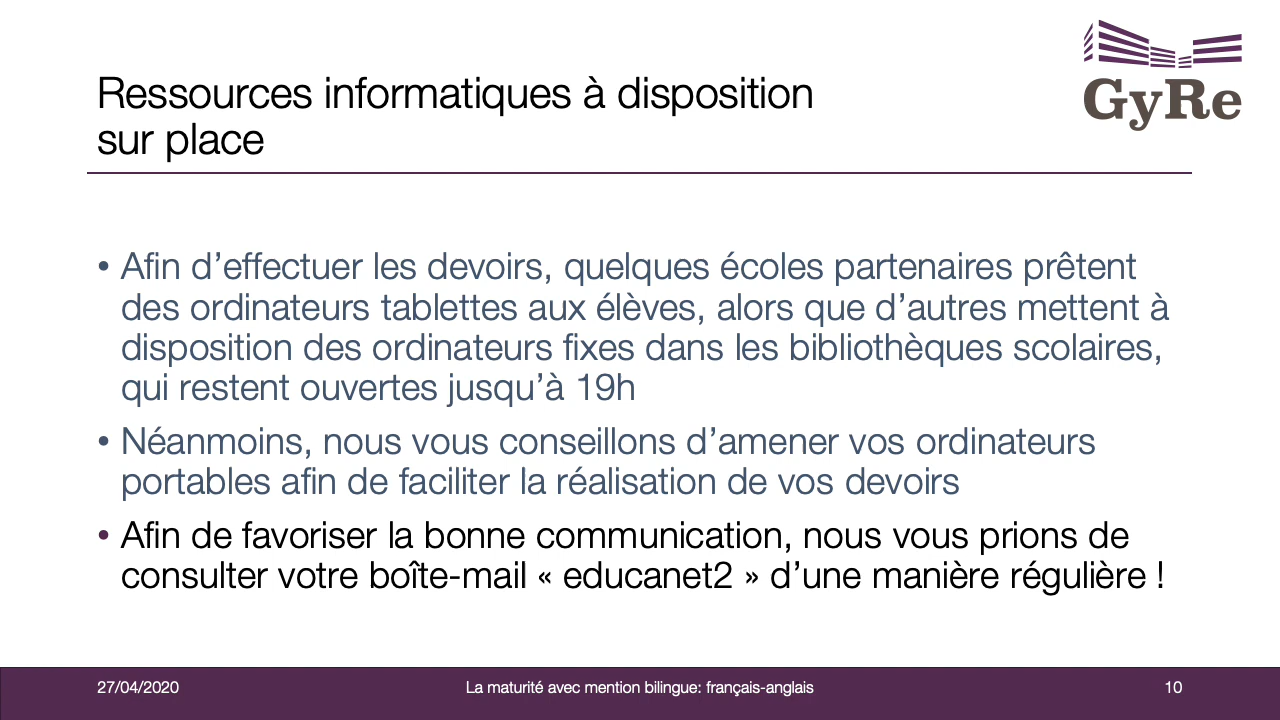 GyRe
Ressources informatiques à disposition
sur place
• Afin d’effectuer les devoirs, quelques écoles partenaires prêtent
des ordinateurs tablettes aux élèves, alors que d’autres mettent à
disposition des ordinateurs fixes dans les bibliothèques scolaires,
qui restent ouvertes jusqu’à 19h
• Néanmoins, nous vous conseillons d’amener vos ordinateurs
portables afin de faciliter la réalisation de vos devoirs
• Afin de favoriser la bonne communication, nous vous prions de
consulter votre boîte-mail « educanet2 » d’une manière régulière !
27/04/2020
La maturité avec mention bilingue: français-anglais
10